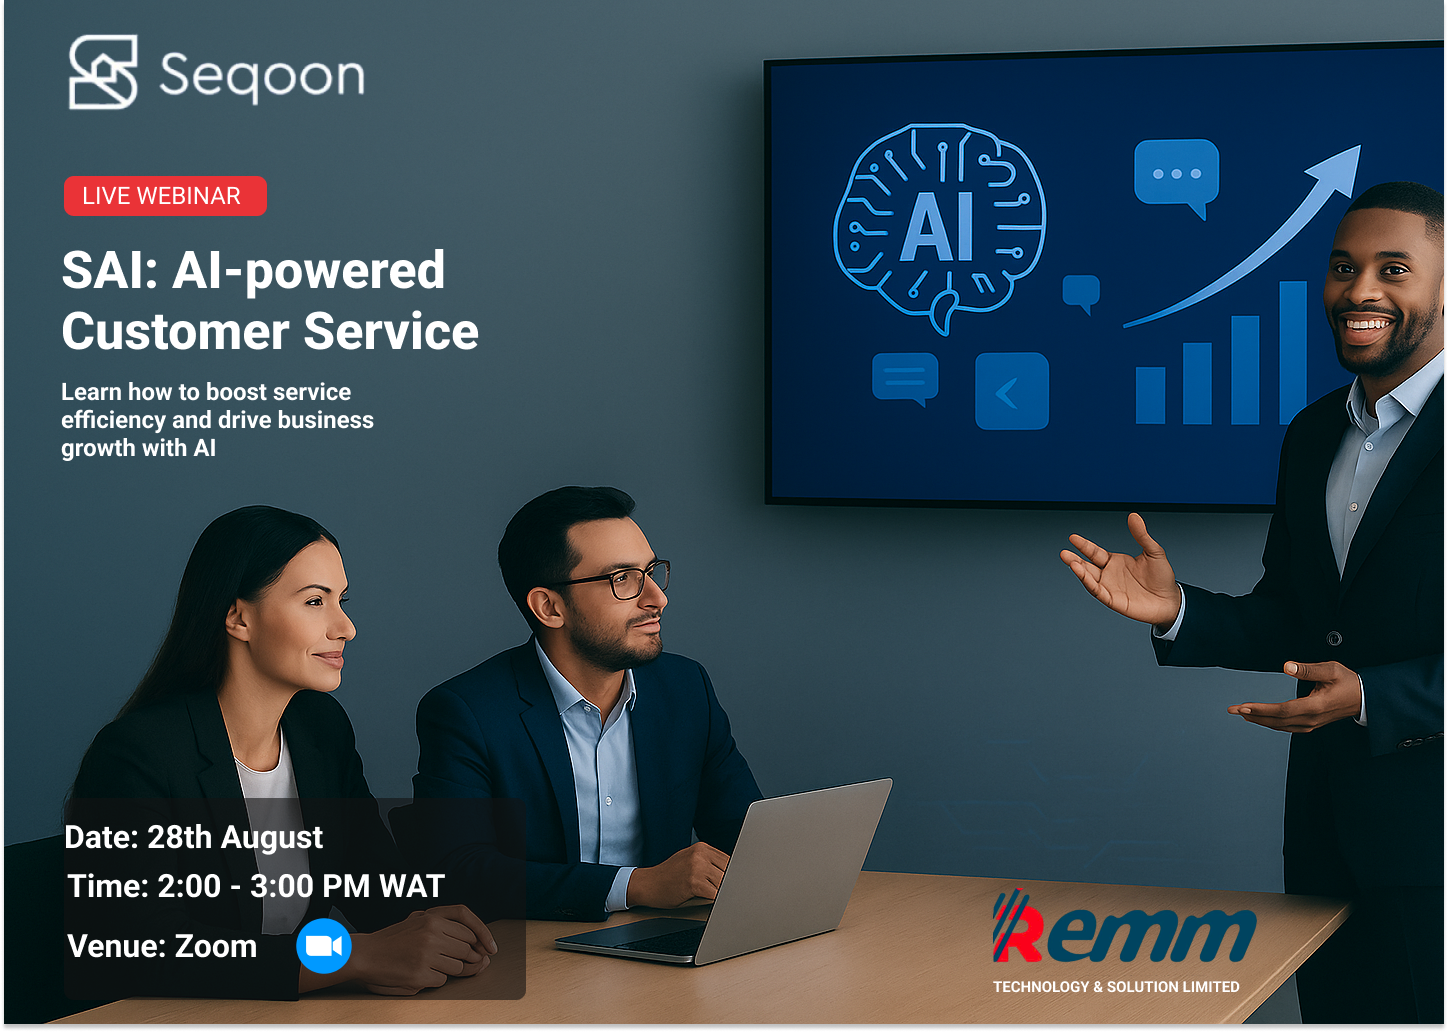 Seqoon
LIVE WEBINAR
SAI: AI-powered
Customer Service
Learn how to boost service
efficiency and drive business
growth with AI
AI
Date: 28th August
Time: 2:00 - 3:00 PM WAT
Venue: Zoom
Remm
TECHNOLOGY & SOLUTION LIMITED